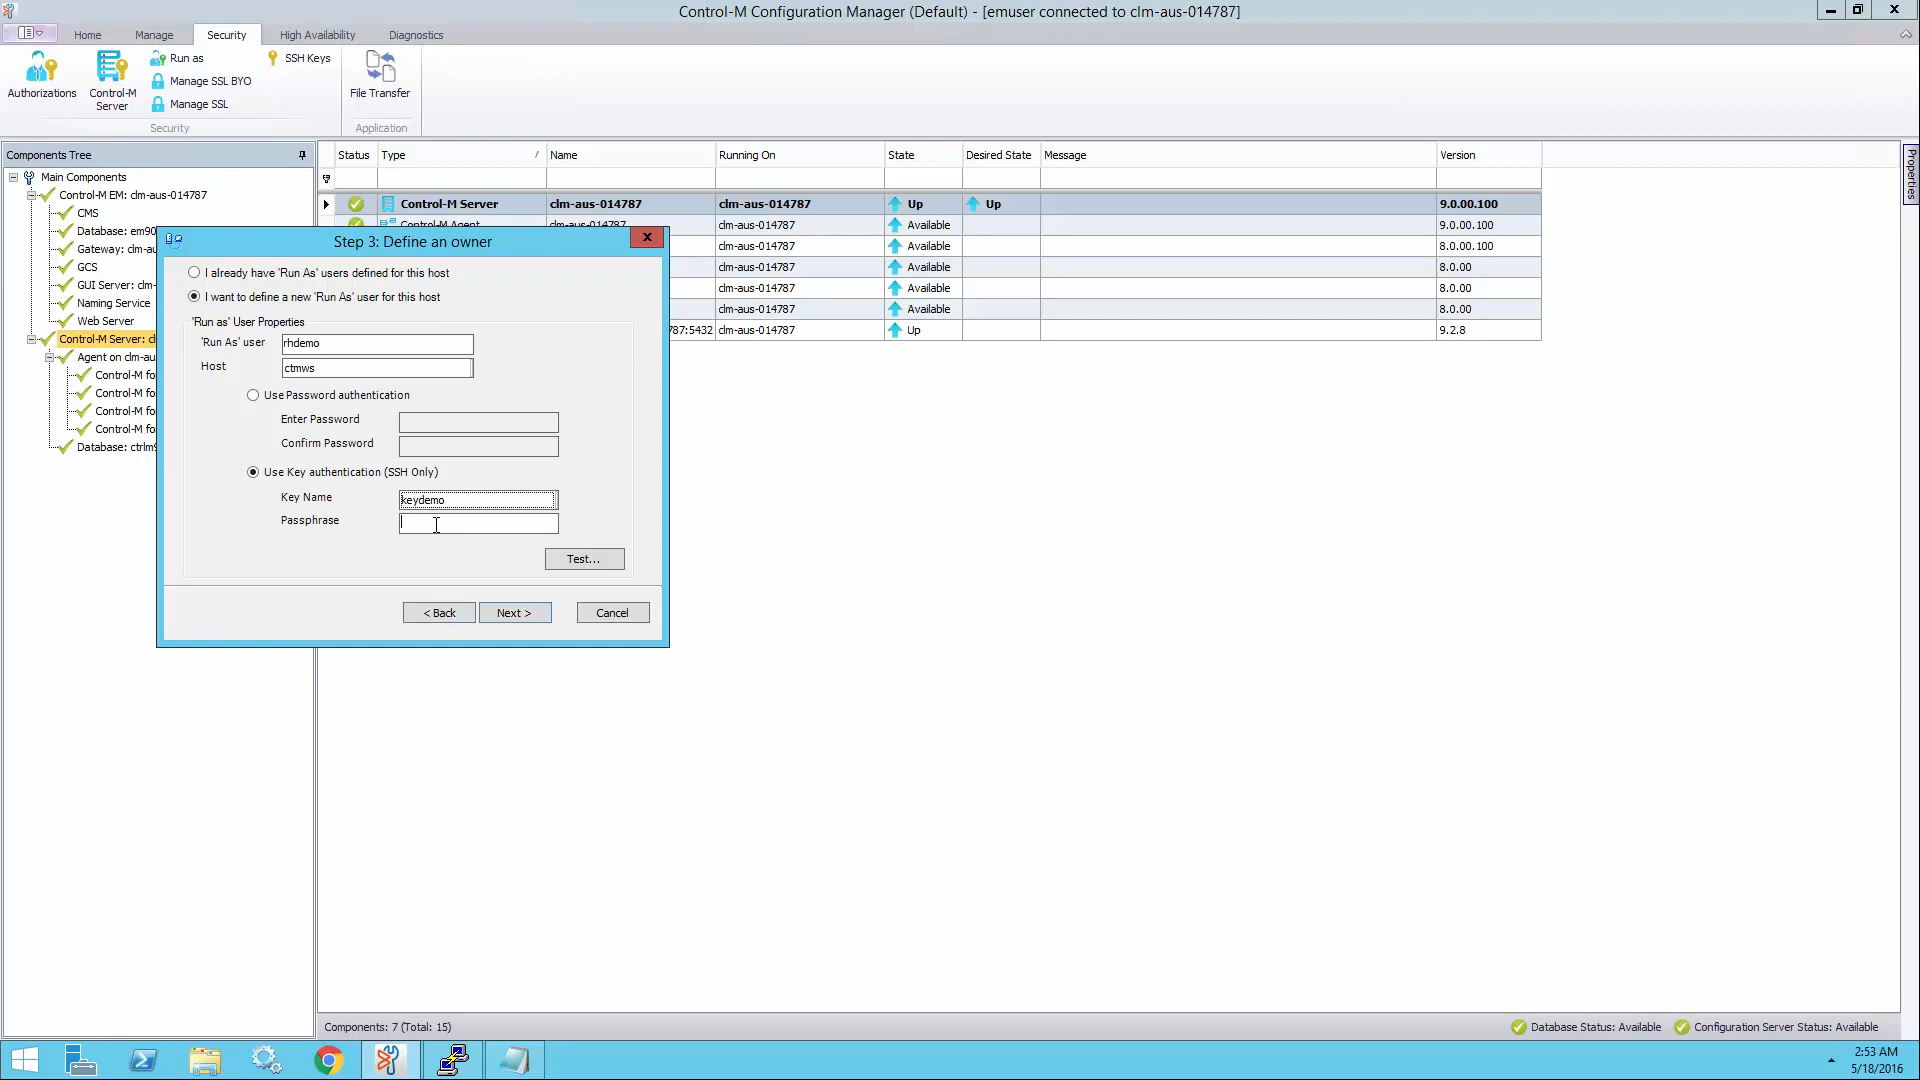 Control-M Configuration Manager (Default) - [emuser connected to clm-aus-014787]
Home Manage Security High Availability Diagnostics
Authorizations
Control-M Server
Run as
Manage SSL BYO
Manage SSL
SSH Keys
File Transfer
Security
Application
Components Tree
Main Components
Control-M EM: clm-aus-014787
CMS
Database: em90
Gateway: clm-a
GCS
GUI Server: clm-
Naming Service
Web Server
Control-M Server: cl
Agent on clm-au
Control-M fo
Control-M fo
Control-M fo
Control-M fo
Database: ctrlm9
Status Type / Name Running On State Desired State Message Version
Control-M Server clm-aus-014787 clm-aus-014787 Up Up 9.0.00.100
Control-M Agent clm-aus-014787 clm-aus-014787 Available 9.0.00.100
clm-aus-014787 Available 8.0.00.100
clm-aus-014787 Available 8.0.00
clm-aus-014787 Available 8.0.00
clm-aus-014787 Available 8.0.00
787:5432 clm-aus-014787 Up 9.2.8
Properties
Step 3: Define an owner
X
I already have 'Run As' users defined for this host
I want to define a new 'Run As' user for this host
'Run as' User Properties
'Run As' user rhdemo
Host ctmws
Use Password authentication
Enter Password
Confirm Password
Use Key authentication (SSH Only)
Key Name keydemo
Passphrase
Test...
< Back Next > Cancel
Components: 7 (Total: 15)
Database Status: Available Configuration Server Status: Available
2:53 AM
5/18/2016